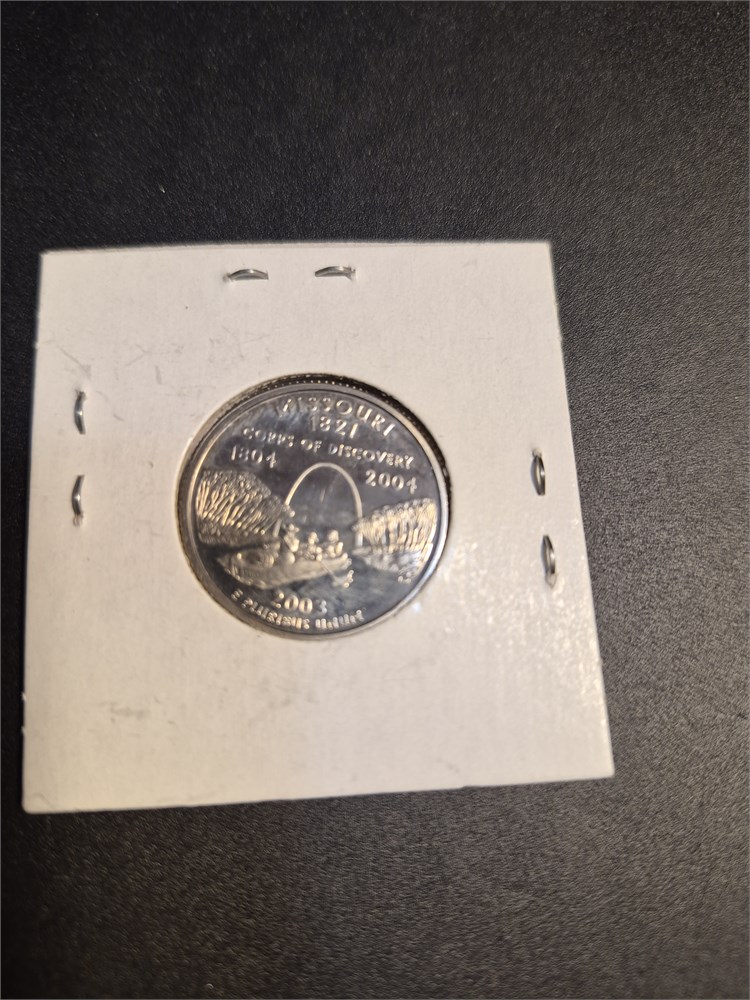 MISSOURI
1821
CORPS OF DISCOVERY
1804
2004
2003
E PLURIBUS UNUM